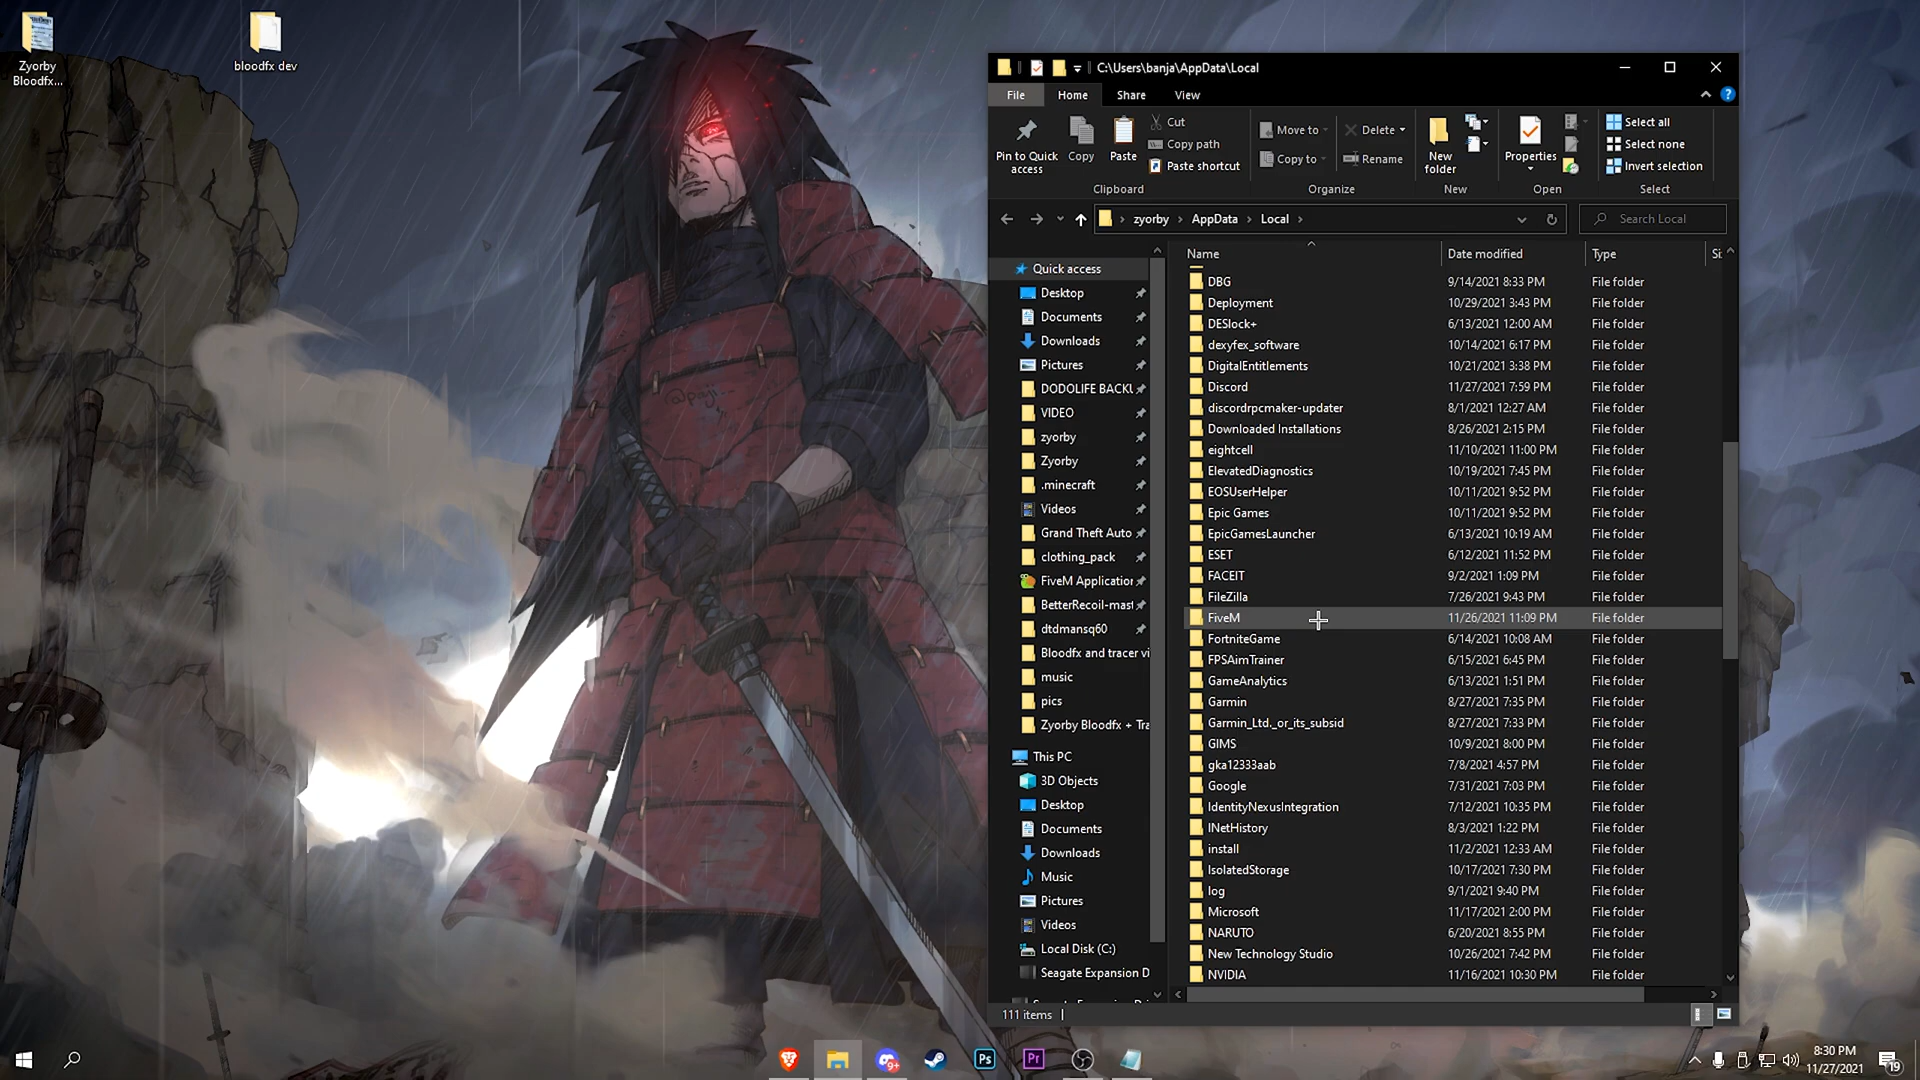 Zyorby
Bloodfx...
bloodfx dev
C:\Users\banja\AppData\Local
File
Home
Share
View
Pin to Quick
access
Copy
Paste
Cut
Copy path
Paste shortcut
Clipboard
Move to
Copy to
Delete
Rename
Organize
New
folder
New
Properties
Open
Select all
Select none
Invert selection
Select
zyorby
AppData
Local
Search Local
Quick access
Desktop
Documents
Downloads
Pictures
DODOLIFE BACKU
VIDEO
zyorby
Zyorby
.minecraft
Videos
Grand Theft Auto
clothing_pack
FiveM Application
BetterRecoil-mast
dtdmansq60
Bloodfx and tracer vi
music
pics
Zyorby Bloodfx + Tra
This PC
3D Objects
Desktop
Documents
Downloads
Music
Pictures
Videos
Local Disk (C:)
Seagate Expansion D
Name Date modified Type Si
DBG 9/14/2021 8:33 PM File folder
Deployment 10/29/2021 3:43 PM File folder
DESlock+ 6/13/2021 12:00 AM File folder
dexyfex_software 10/14/2021 6:17 PM File folder
DigitalEntitlements 10/21/2021 3:38 PM File folder
Discord 11/27/2021 7:59 PM File folder
discordrpcmaker-updater 8/1/2021 12:27 AM File folder
Downloaded Installations 8/26/2021 2:15 PM File folder
eightcell 11/10/2021 11:00 PM File folder
ElevatedDiagnostics 10/19/2021 7:45 PM File folder
EOSUserHelper 10/11/2021 9:52 PM File folder
Epic Games 10/11/2021 9:52 PM File folder
EpicGamesLauncher 6/13/2021 10:19 AM File folder
ESET 6/12/2021 11:52 PM File folder
FACEIT 9/2/2021 1:09 PM File folder
FileZilla 7/26/2021 9:43 PM File folder
FiveM 11/26/2021 11:09 PM File folder
FortniteGame 6/14/2021 10:08 AM File folder
FPSAimTrainer 6/15/2021 6:45 PM File folder
GameAnalytics 6/13/2021 1:51 PM File folder
Garmin 8/27/2021 7:35 PM File folder
Garmin_Ltd._or_its_subsid 8/27/2021 7:33 PM File folder
GIMS 10/9/2021 8:00 PM File folder
gka12333aab 7/8/2021 4:57 PM File folder
Google 7/31/2021 7:03 PM File folder
IdentityNexusIntegration 7/12/2021 10:35 PM File folder
INetHistory 8/3/2021 1:22 PM File folder
install 11/2/2021 12:33 AM File folder
IsolatedStorage 10/17/2021 7:30 PM File folder
log 9/1/2021 9:40 PM File folder
Microsoft 11/17/2021 2:00 PM File folder
NARUTO 6/20/2021 8:55 PM File folder
New Technology Studio 10/26/2021 7:42 PM File folder
NVIDIA 11/16/2021 10:30 PM File folder
111 items
9+
Ps
Pr
8:30 PM
11/27/2021
19